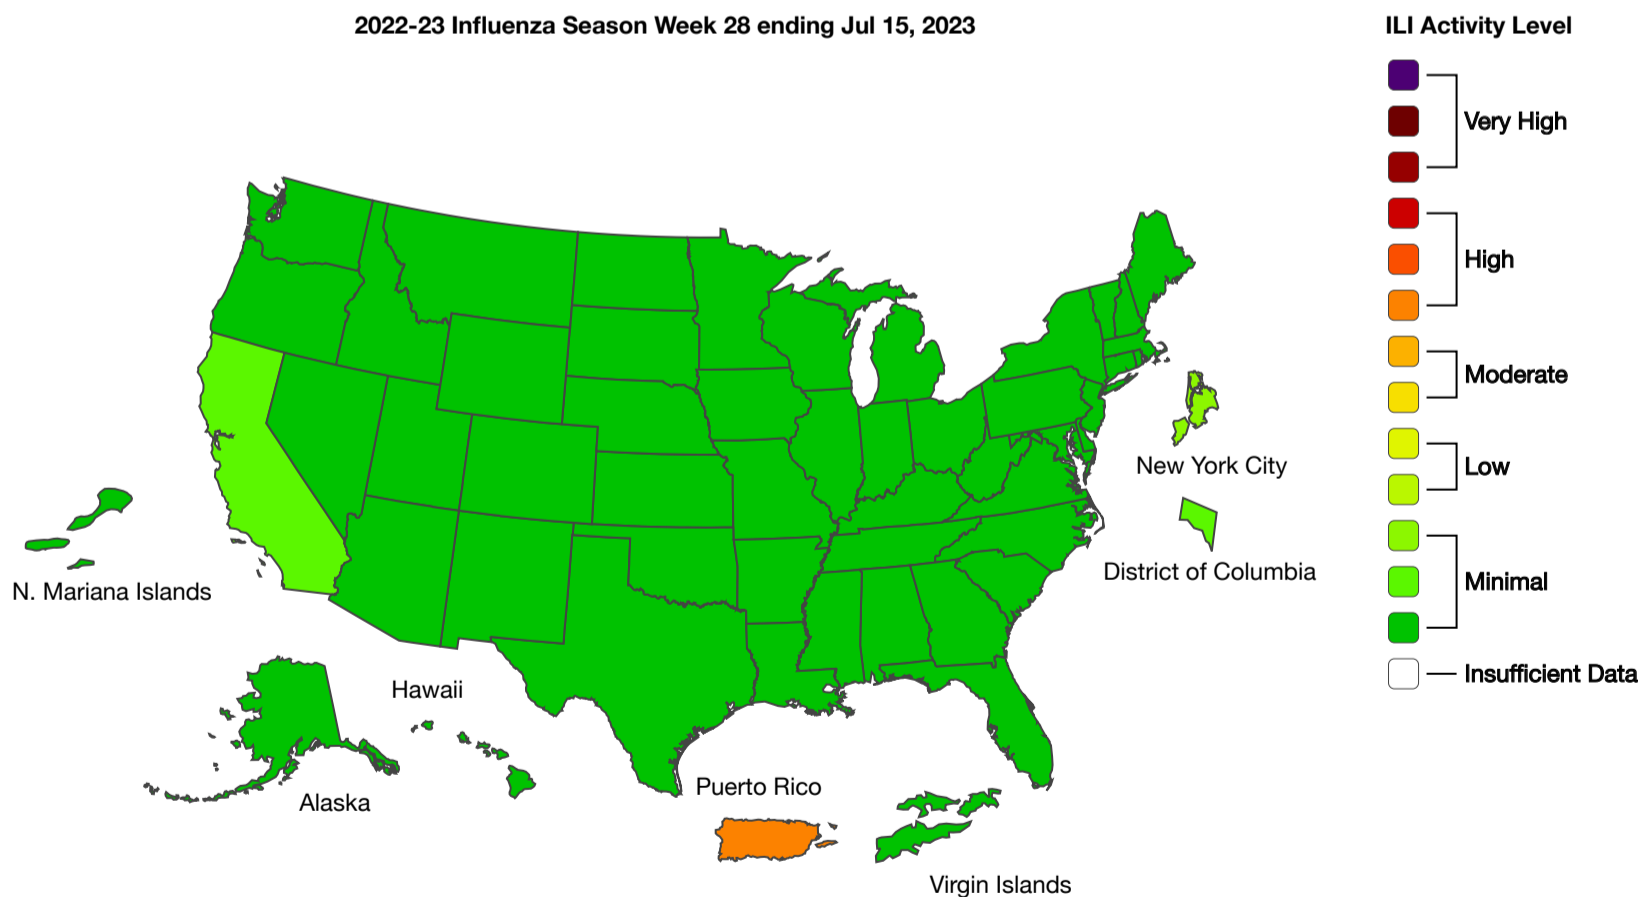 2022-23 Influenza Season Week 28 ending Jul 15, 2023
ILI Activity Level
Very High
High
Moderate
Low
Minimal
Insufficient Data
New York City
District of Columbia
N. Mariana Islands
Hawaii
Alaska
Puerto Rico
Virgin Islands